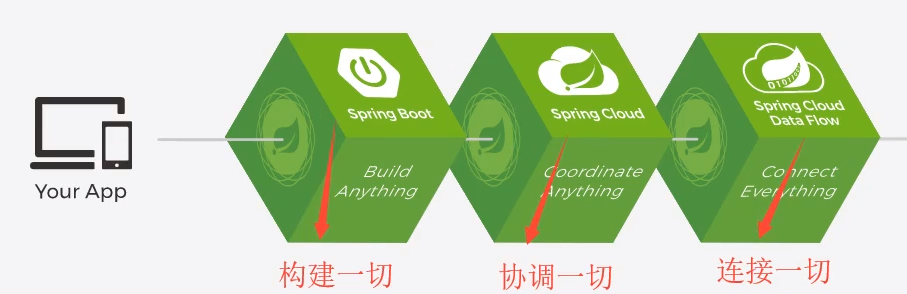 Your App
Spring Boot
Build
Anything
构建一切
Spring Cloud
Coordinate
Anything
协调一切
Spring Cloud
Data Flow
Connect
Everything
连接一切